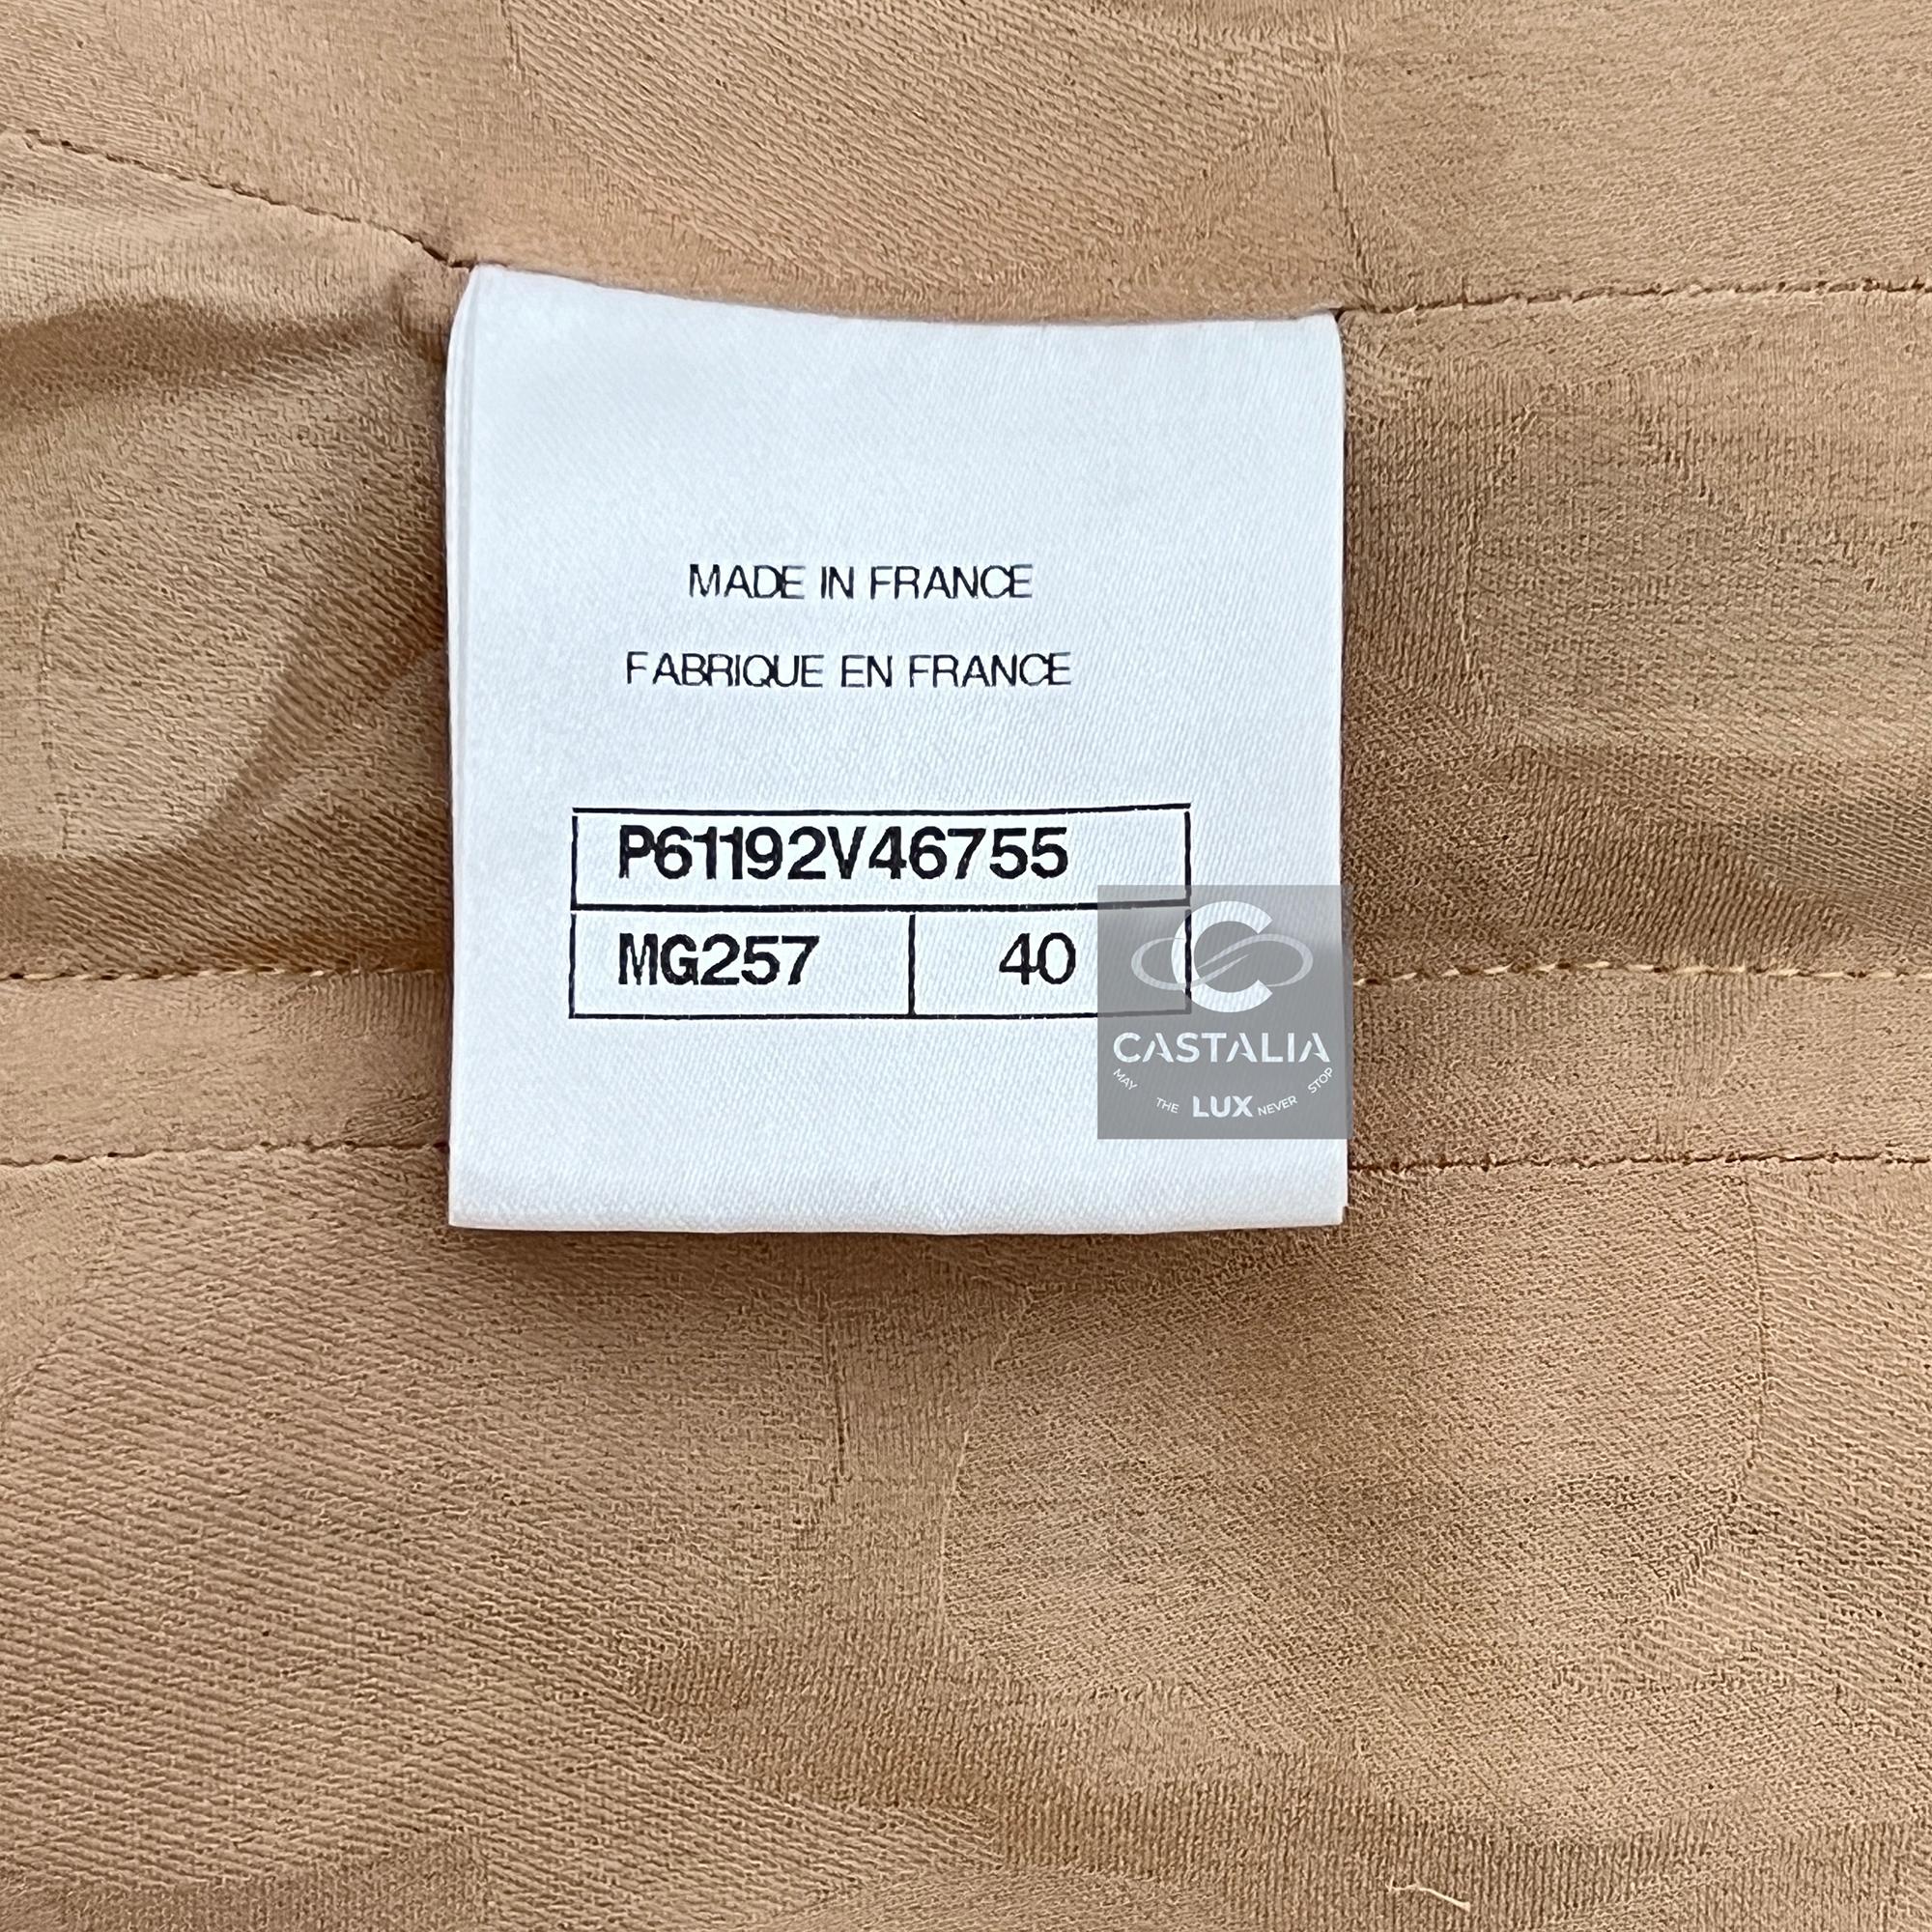 MADE IN FRANCE
FABRIQUE EN FRANCE
P61192V46755
MG257 40
C
CASTALIA
MAY THE LUX NEVER STOP